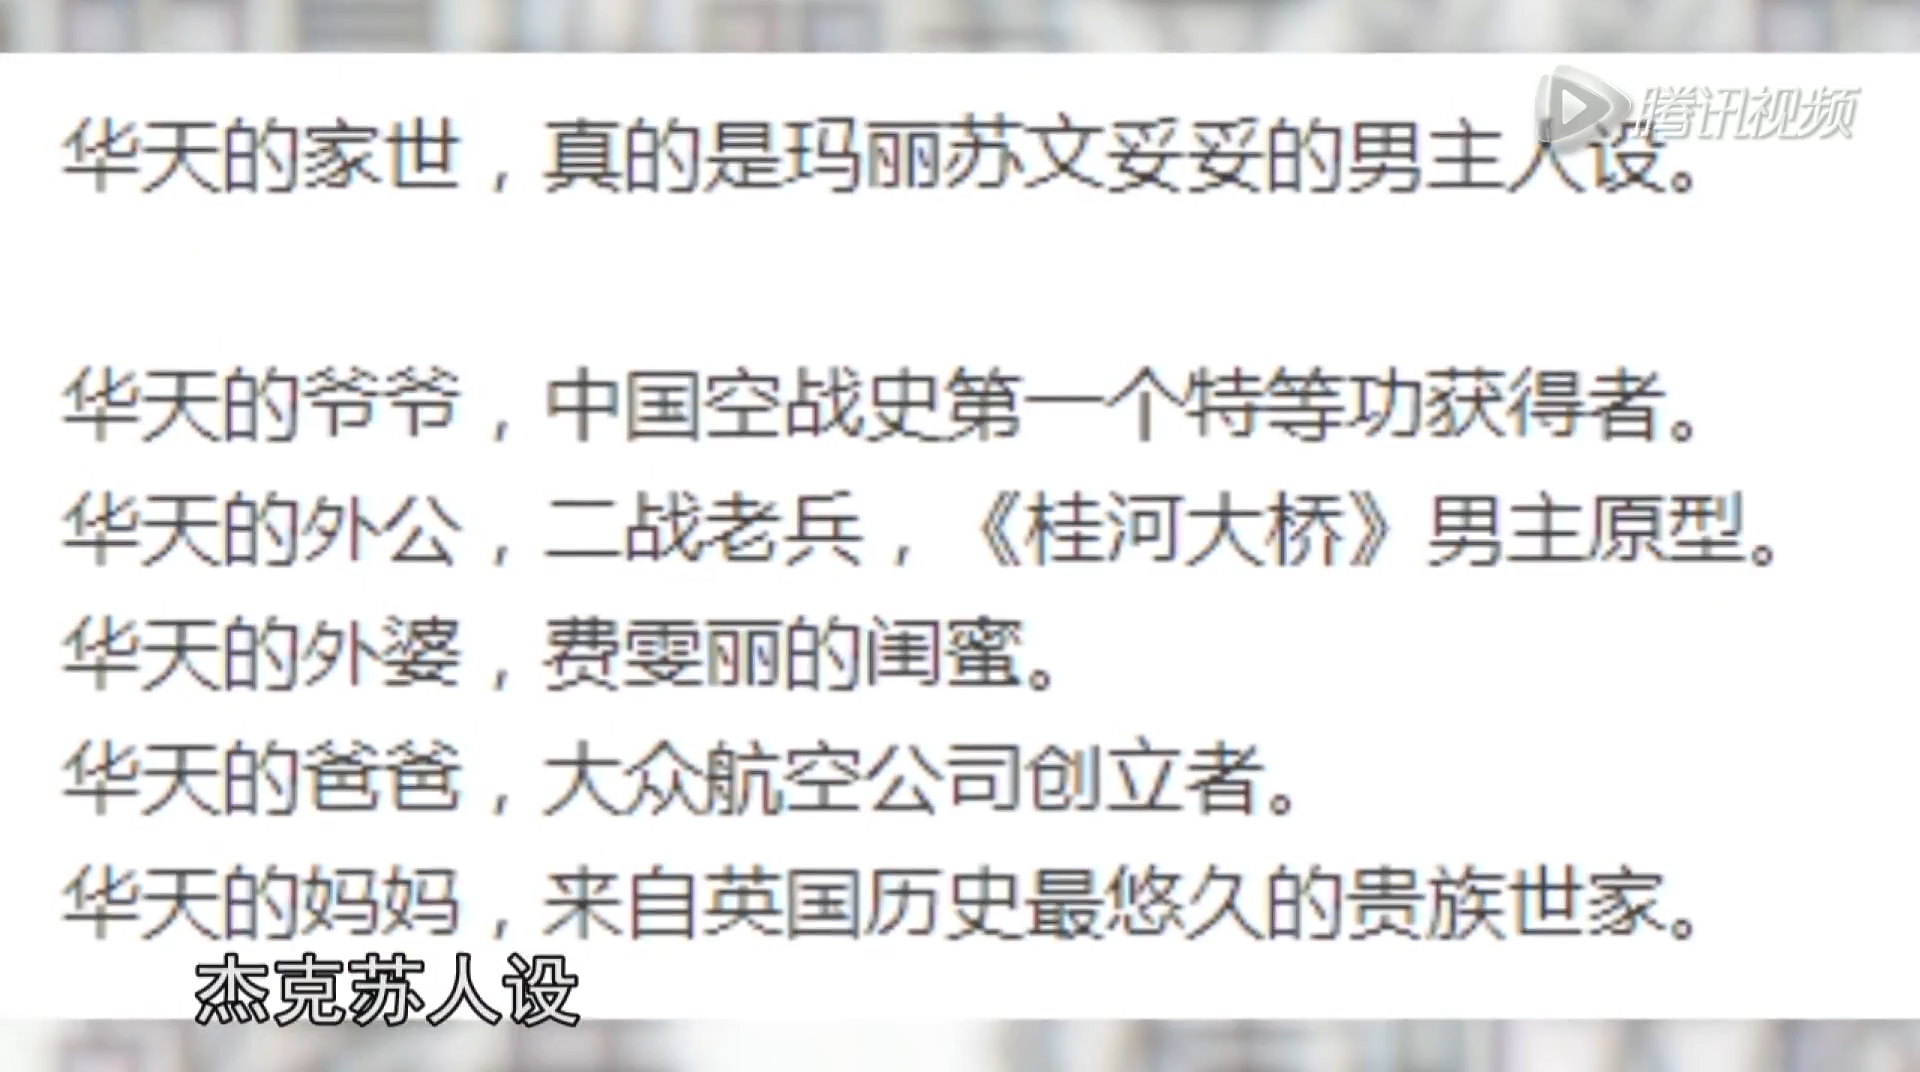 腾讯视频
华天的家世，真的是玛丽苏文妥妥的男主人设。
华天的爷爷，中国空战史第一个特等功获得者。
华天的外公，二战老兵，《桂河大桥》男主原型。
华天的外婆，费雯丽的闺蜜。
华天的爸爸，大众航空公司创立者。
华天的妈妈，来自英国历史最悠久的贵族世家。
杰克苏人设